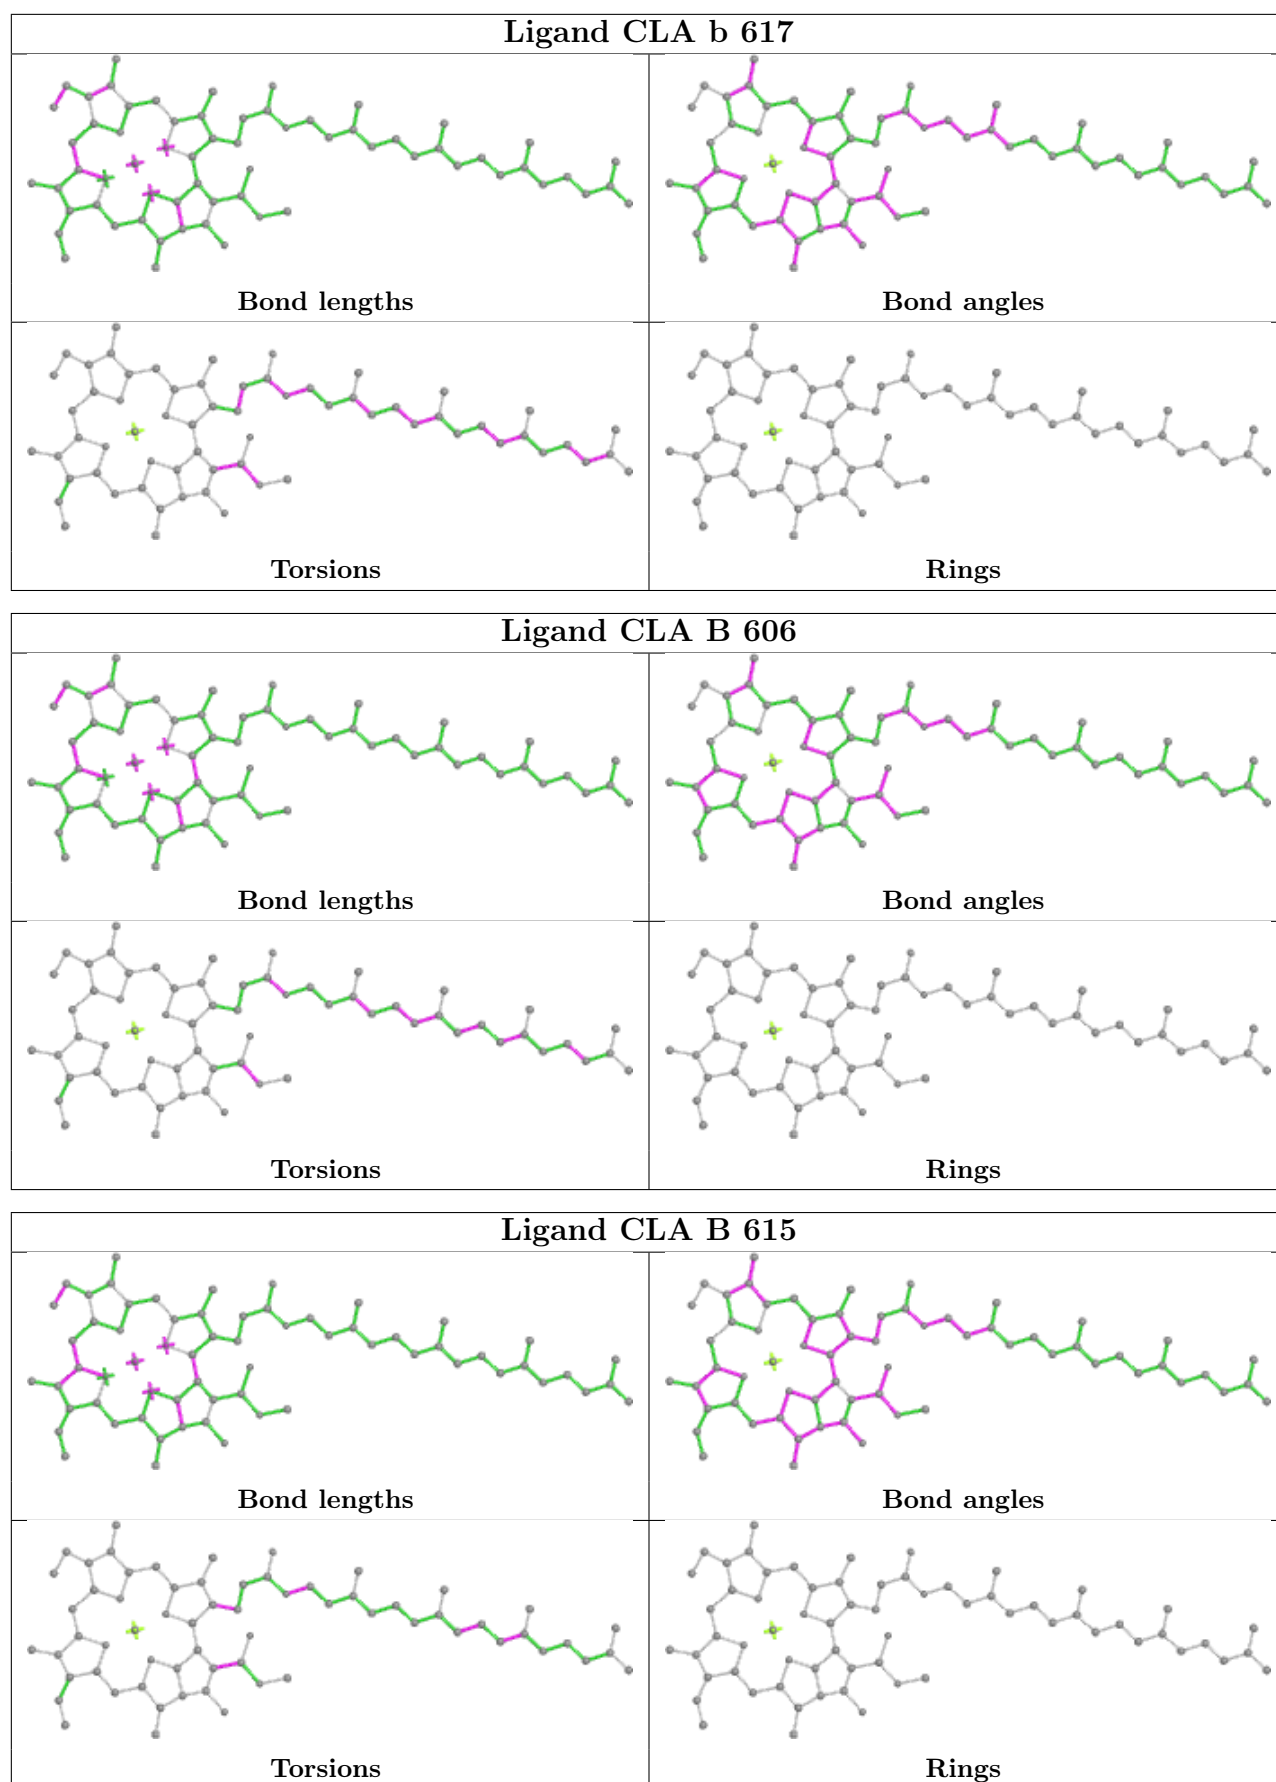 Ligand CLA b 617
Bond lengths
Bond angles
Torsions
Rings
Ligand CLA B 606
Bond lengths
Bond angles
Torsions
Rings
Ligand CLA B 615
Bond lengths
Bond angles
Torsions
Rings